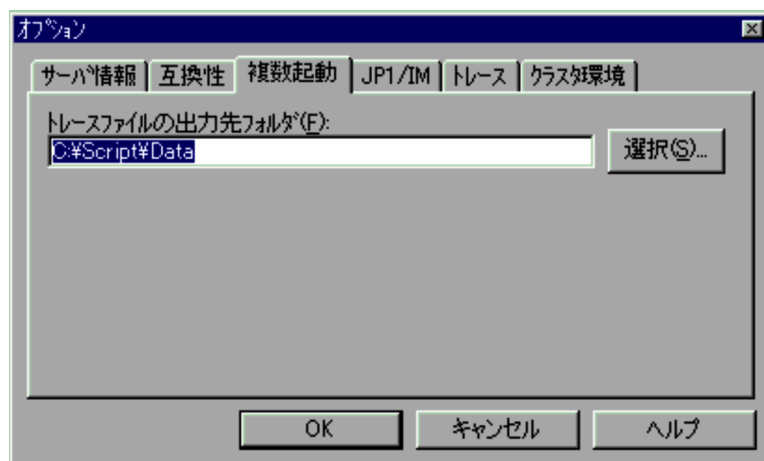 オプション
サーバ情報 互換性 複数起動 JP1/IM トレース クラスタ環境
トレースファイルの出力先フォルダ(F):
C:¥Script¥Data 選択(S)...
OK キャンセル ヘルプ